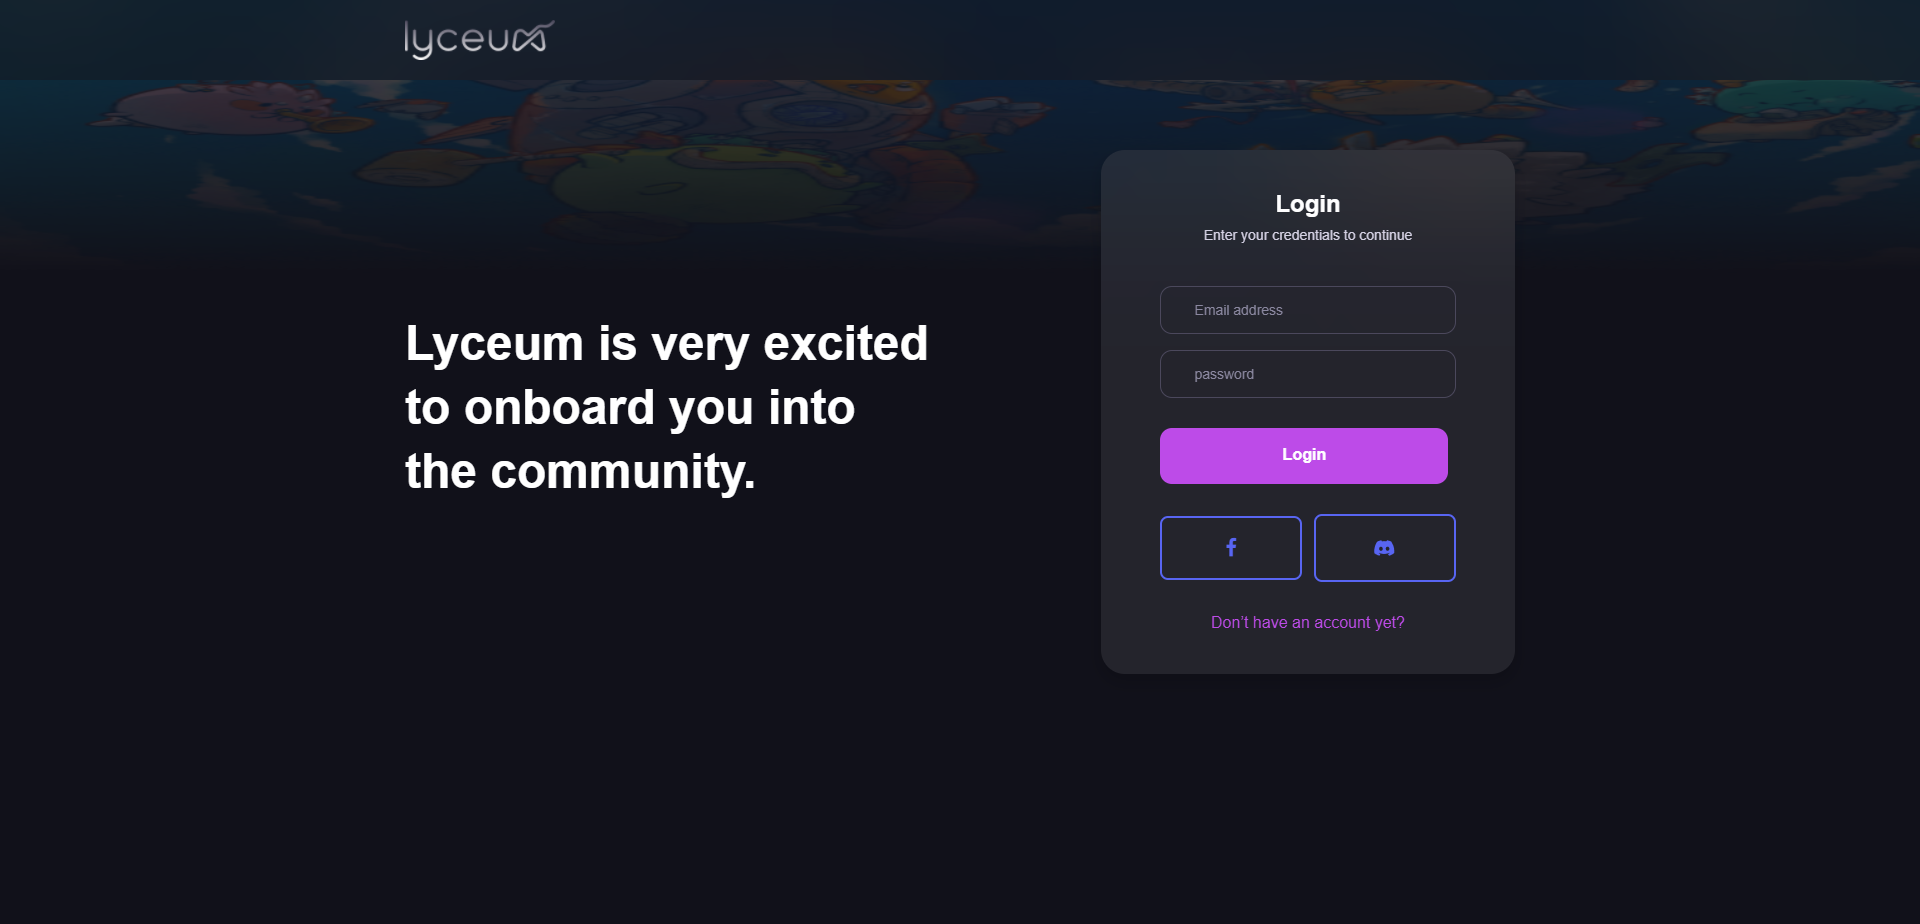 lyceum
Login
Enter your credentials to continue
Email address
password
Lyceum is very excited
to onboard you into
the community.
Login
Don’t have an account yet?